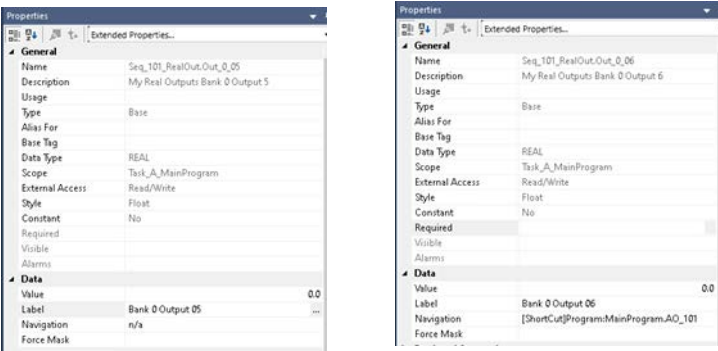 Properties
Extended Properties...
General
Name Seq_101_RealOut.Out_0_05
Description My Real Outputs Bank 0 Output 5
Usage
Type Base
Alias For
Base Tag
Data Type REAL
Scope Task_A_MainProgram
External Access Read/Write
Style Float
Constant No
Required
Visible
Alarms
Data
Value 0.0
Label Bank 0 Output 05 ...
Navigation n/a
Force Mask
Properties
Extended Properties...
General
Name Seq_101_RealOut.Out_0_06
Description My Real Outputs Bank 0 Output 6
Usage
Type Base
Alias For
Base Tag
Data Type REAL
Scope Task_A_MainProgram
External Access Read/Write
Style Float
Constant No
Required
Visible
Alarms
Data
Value 0.0
Label Bank 0 Output 06
Navigation [ShortCut]Program:MainProgram.AO_101
Force Mask